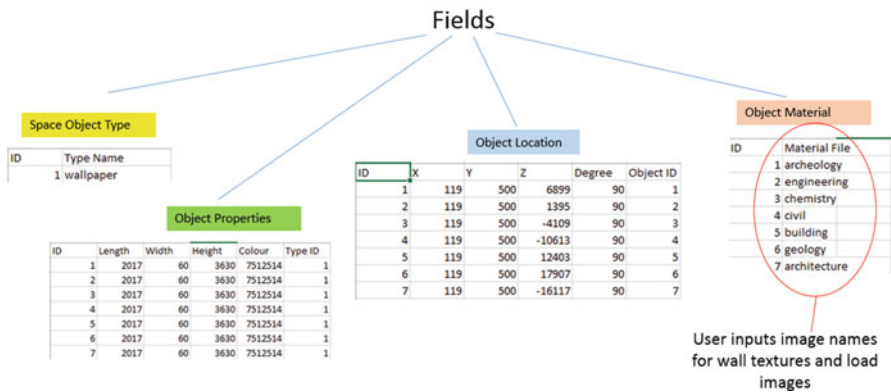 Fields
Space Object Type
ID Type Name
1 wallpaper
Object Properties
ID Length Width Height Colour Type ID
1 2017 60 3630 7512514 1
2 2017 60 3630 7512514 1
3 2017 60 3630 7512514 1
4 2017 60 3630 7512514 1
5 2017 60 3630 7512514 1
6 2017 60 3630 7512514 1
7 2017 60 3630 7512514 1
Object Location
ID X Y Z Degree Object ID
1 119 500 6899 90 1
2 119 500 1395 90 2
3 119 500 -4109 90 3
4 119 500 -10613 90 4
5 119 500 12403 90 5
6 119 500 17907 90 6
7 119 500 -16117 90 7
Object Material
ID Material File
1 archeology
2 engineering
3 chemistry
4 civil
5 building
6 geology
7 architecture
User inputs image names
for wall textures and load
images